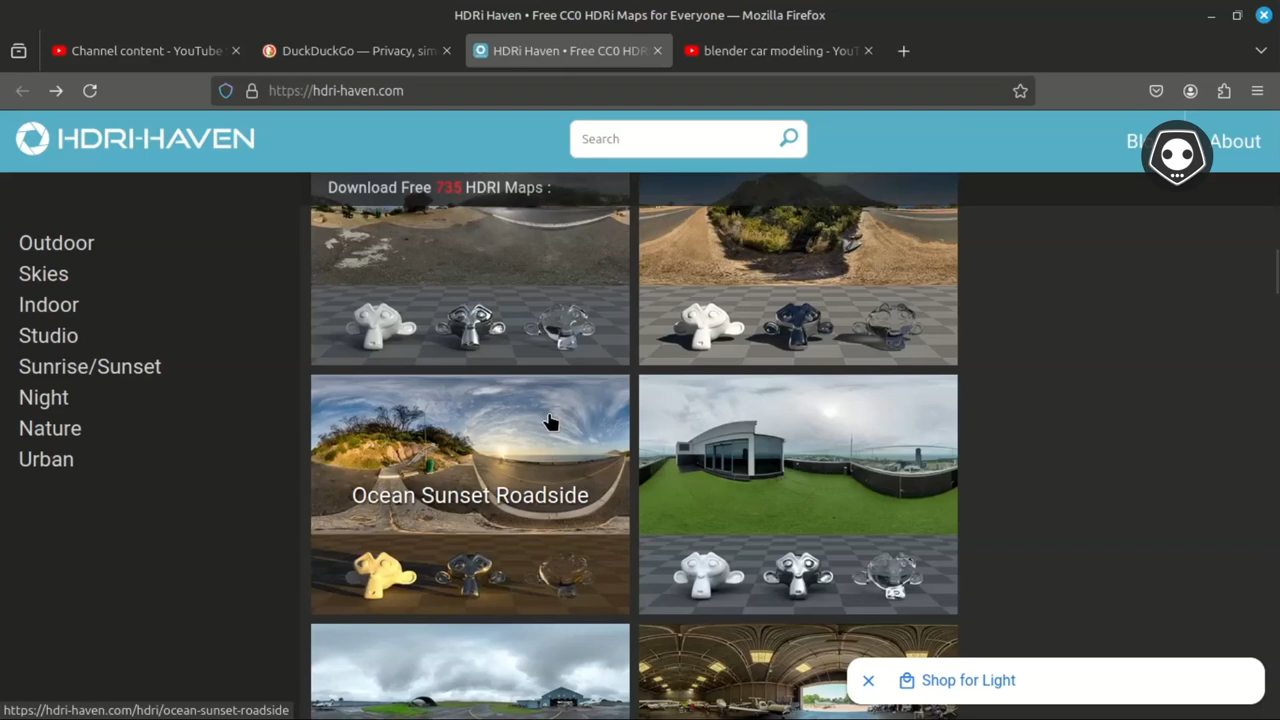 HDRi Haven • Free CC0 HDRi Maps for Everyone — Mozilla Firefox
Channel content - YouTube
DuckDuckGo — Privacy, sim
HDRi Haven • Free CC0 HDR
blender car modeling - YouT
https://hdri-haven.com
HDRI-HAVEN
Search
About
Download Free 735 HDRI Maps :
Outdoor
Skies
Indoor
Studio
Sunrise/Sunset
Night
Nature
Urban
Ocean Sunset Roadside
Shop for Light
https://hdri-haven.com/hdri/ocean-sunset-roadside